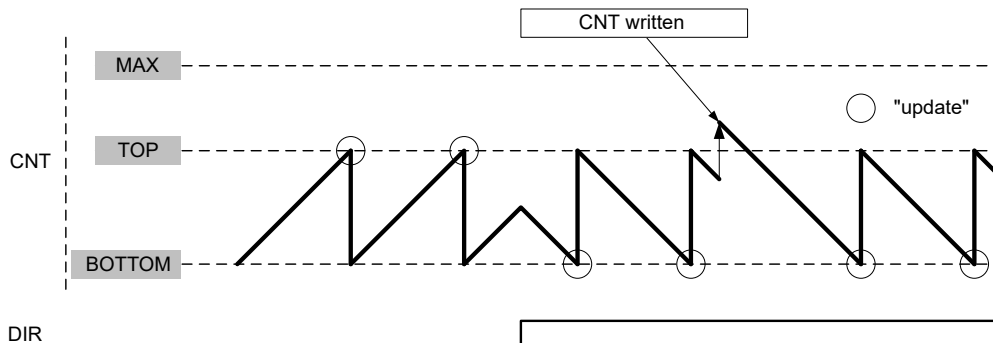 CNT written
MAX
"update"
TOP
CNT
BOTTOM
DIR